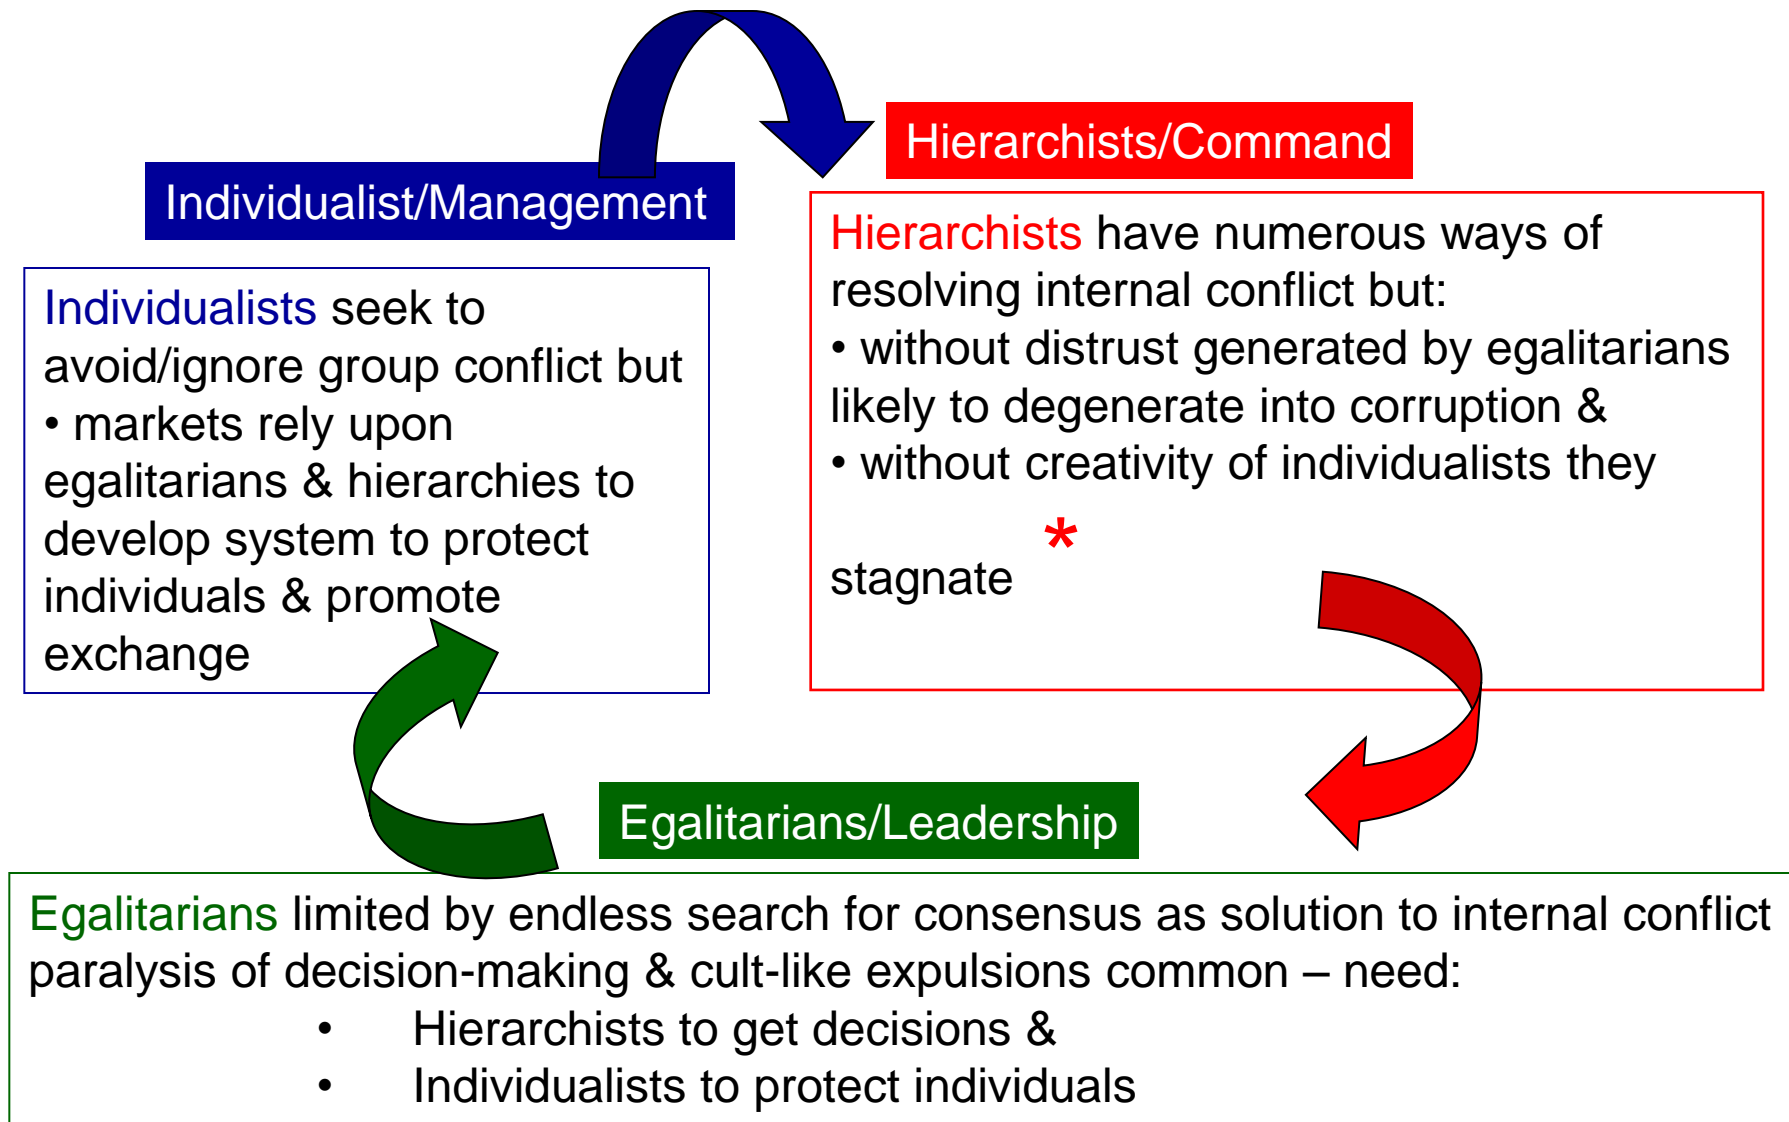 Individualist/Management
Individualists seek to
avoid/ignore group conflict but
• markets rely upon
egalitarians & hierarchies to
develop system to protect
individuals & promote
exchange
Hierarchists/Command
Hierarchists have numerous ways of
resolving internal conflict but:
• without distrust generated by egalitarians
likely to degenerate into corruption &
• without creativity of individualists they
*
stagnate
Egalitarians/Leadership
Egalitarians limited by endless search for consensus as solution to internal conflict
paralysis of decision-making & cult-like expulsions common – need:
• Hierarchists to get decisions &
• Individualists to protect individuals